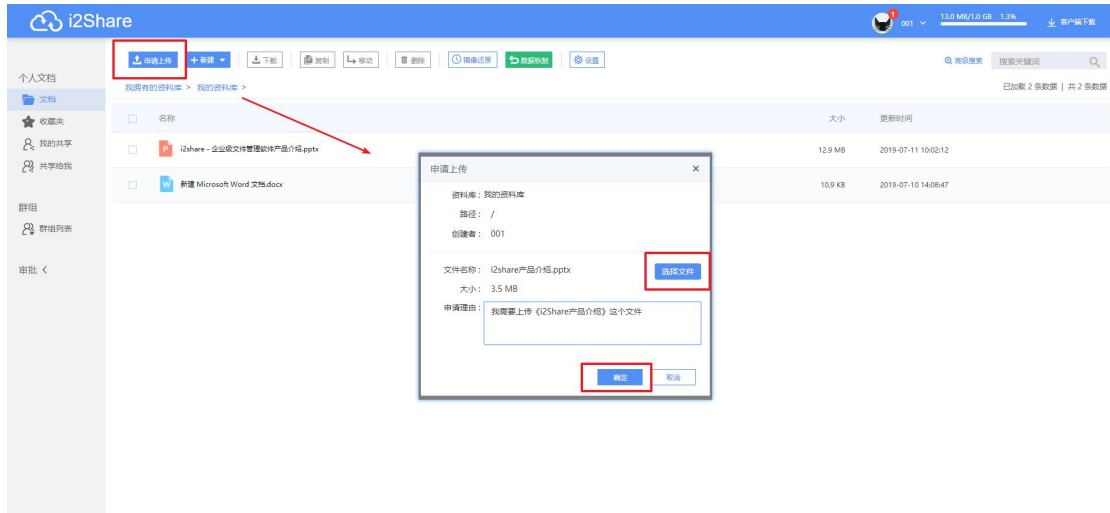 i2Share
1
001
13.0 MB/1.0 GB 1.3%
客户端下载
申请上传
新建
下载
复制
移动
删除
镜像还原
数据恢复
设置
高级搜索
搜索关键词
个人文档
文档
收藏夹
我的共享
共享给我
群组
群组列表
审批
我拥有的资料库 > 我的资料库 >
已加载 2 条数据 | 共 2 条数据
名称 大小 更新时间
P i2share - 企业级文件管理软件产品介绍.pptx 12.9 MB 2019-07-11 10:02:12
W 新建 Microsoft Word 文档.docx 10.9 KB 2019-07-10 14:08:47
申请上传 ×
资料库：我的资料库
路径： /
创建者： 001
文件名称： i2share产品介绍.pptx 选择文件
大小： 3.5 MB
申请理由： 我需要上传《i2Share产品介绍》这个文件
确定 取消